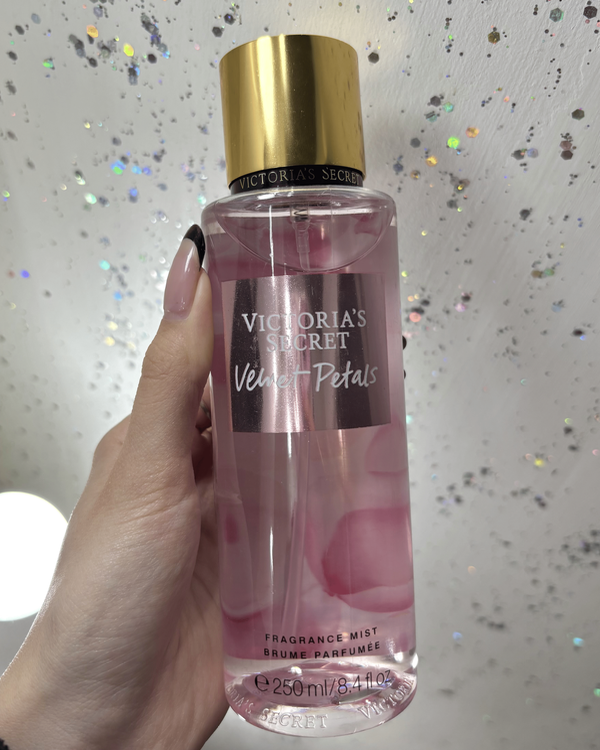 VICTORIA'S SECRET
VICTORIA'S
SECRET
Velvet Petals
FRAGRANCE MIST
BRUME PARFUMÉE
℮ 250 ml/8.4 fl oz
SECRET